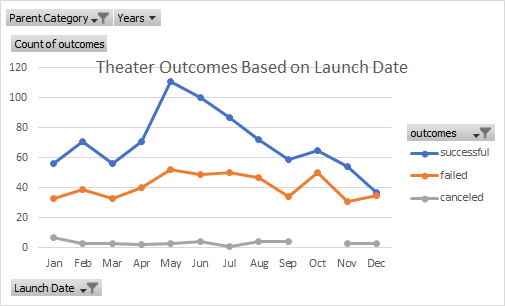 Parent Category Years
Count of outcomes
Theater Outcomes Based on Launch Date
120
100
80
60
40
20
0
Jan Feb Mar Apr May Jun Jul Aug Sep Oct Nov Dec
outcomes
successful
failed
canceled
Launch Date